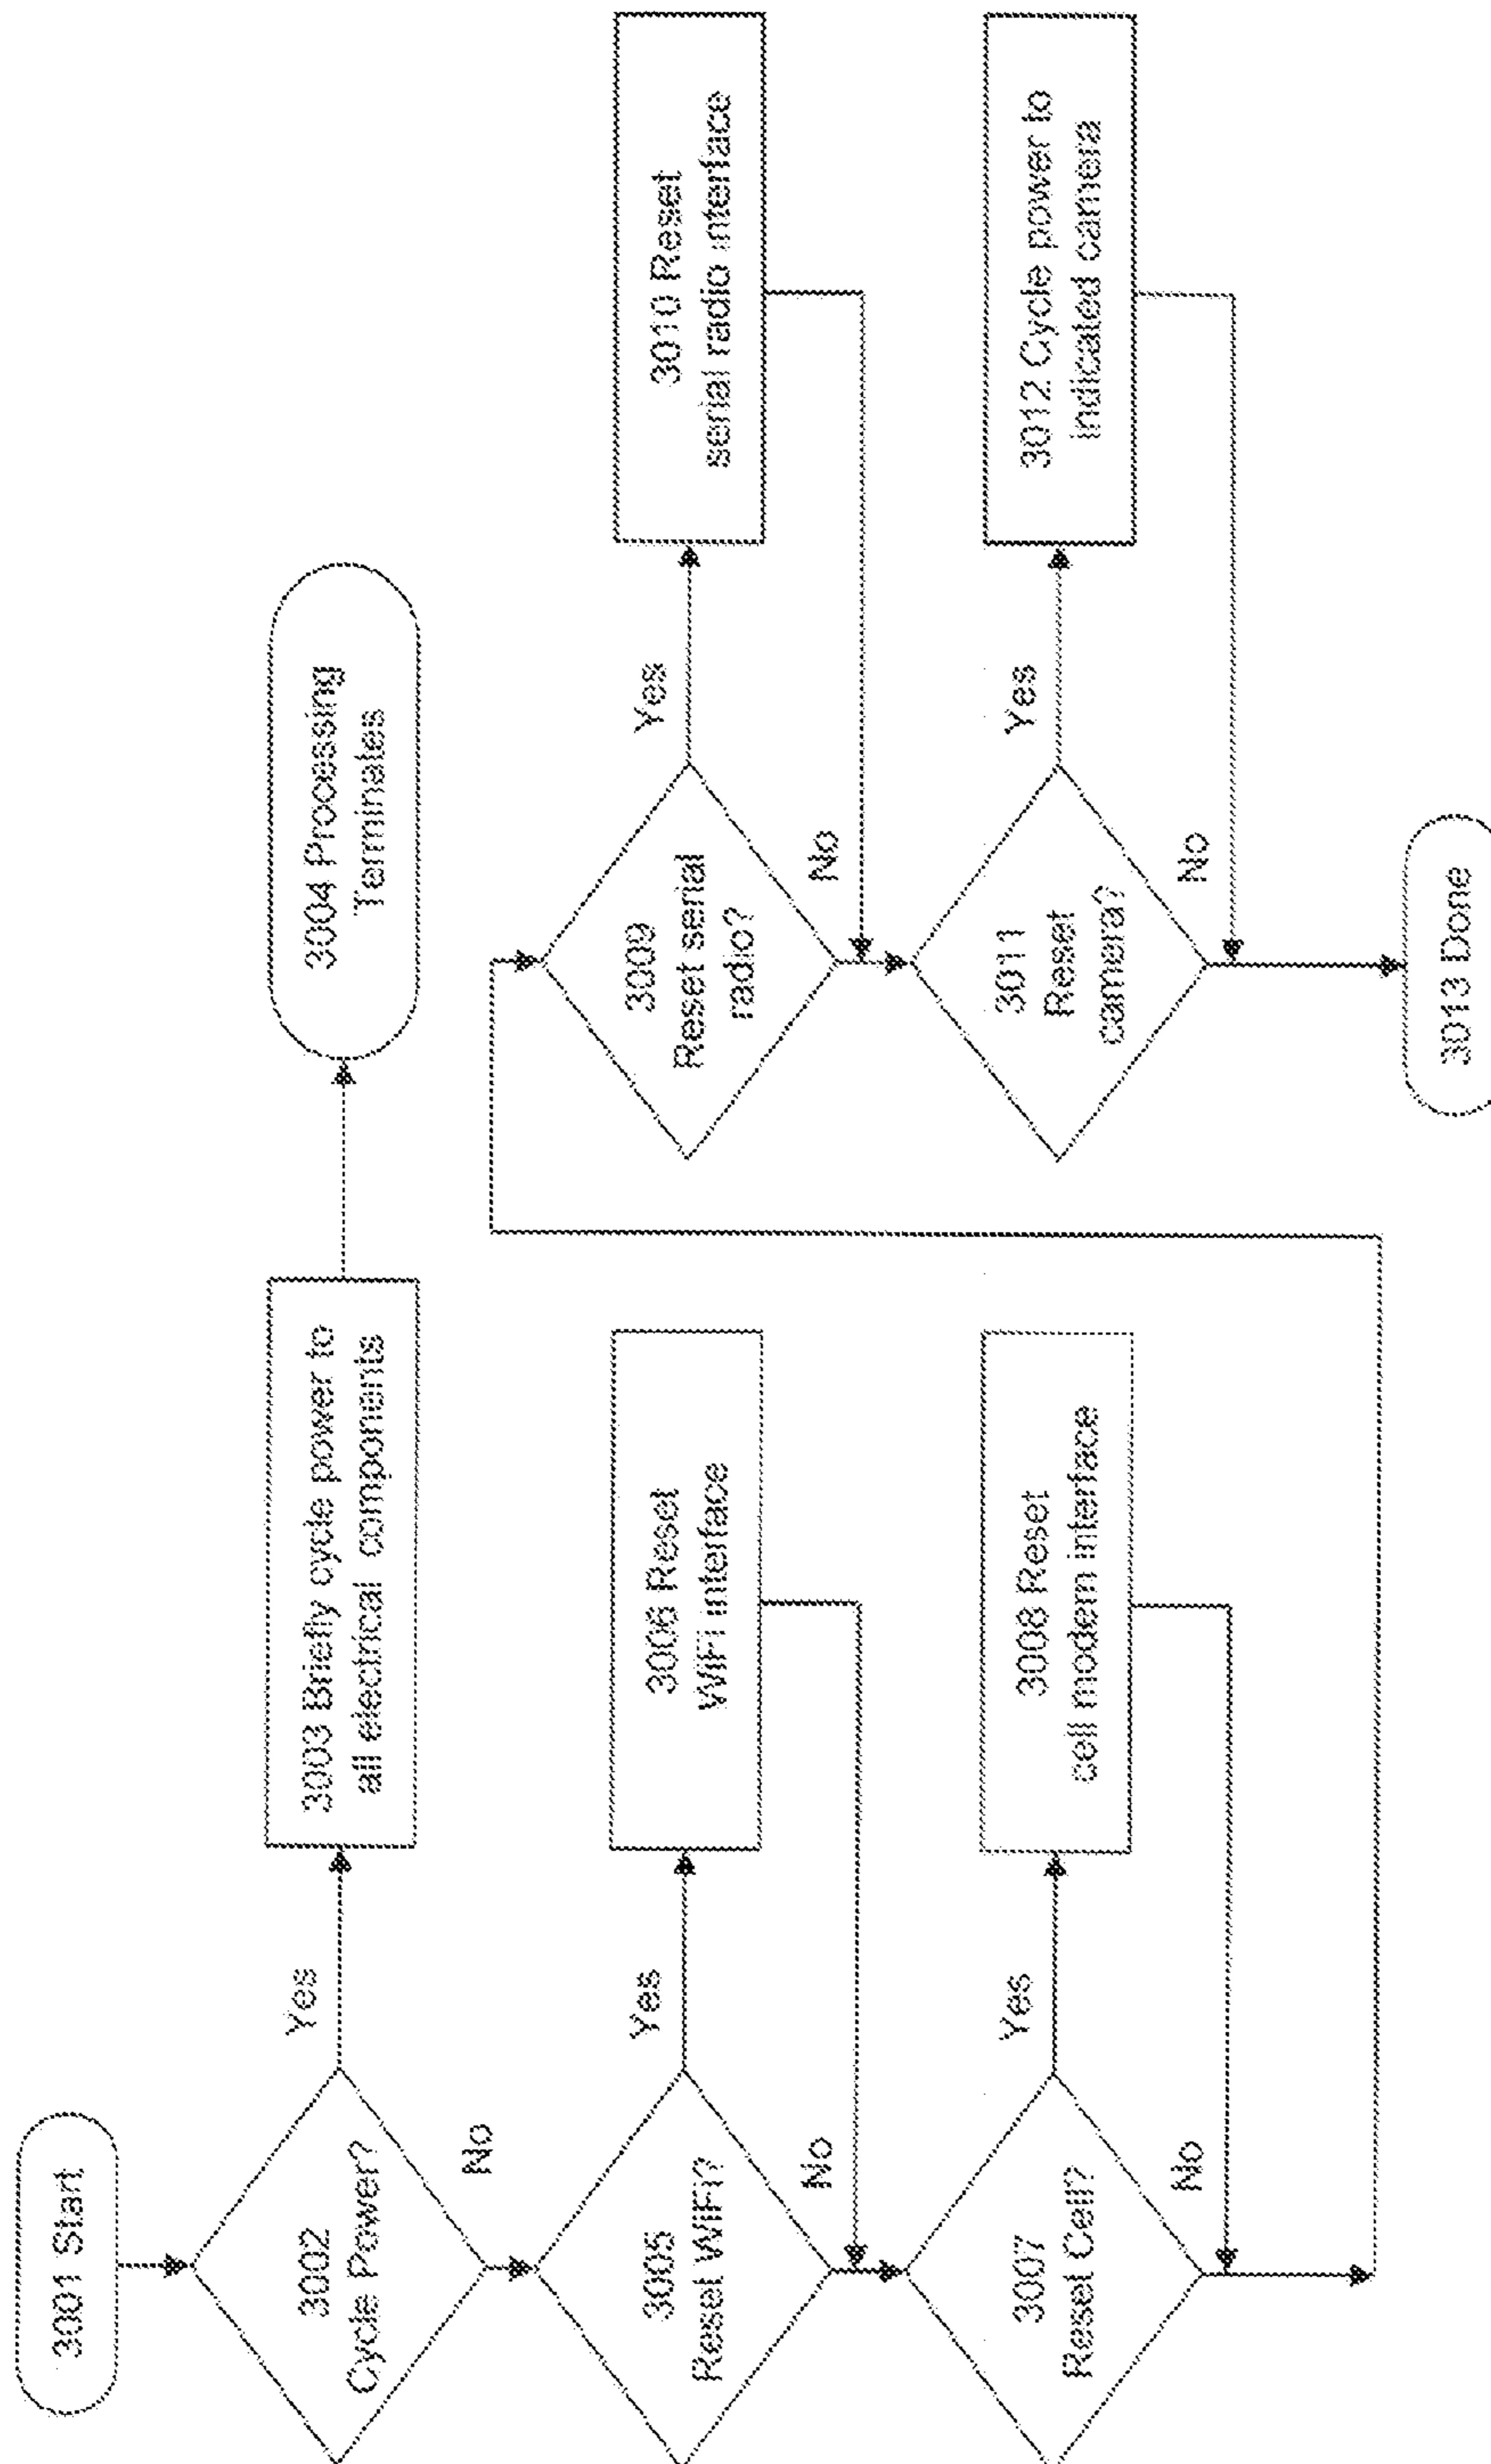 3001 Start
3002
Cycle Power?
Yes
3003 Briefly cycle power to
all electrical components
3004 Processing
Terminates
No
3005
Reset WiFi?
Yes
3006 Reset
WiFi interface
No
3007
Reset Cell?
Yes
3008 Reset
cell modem interface
No
3009
Reset serial
radio?
Yes
3010 Reset
serial radio interface
No
3011
Reset
camera?
Yes
3012 Cycle power to
indicated camera
No
3013 Done